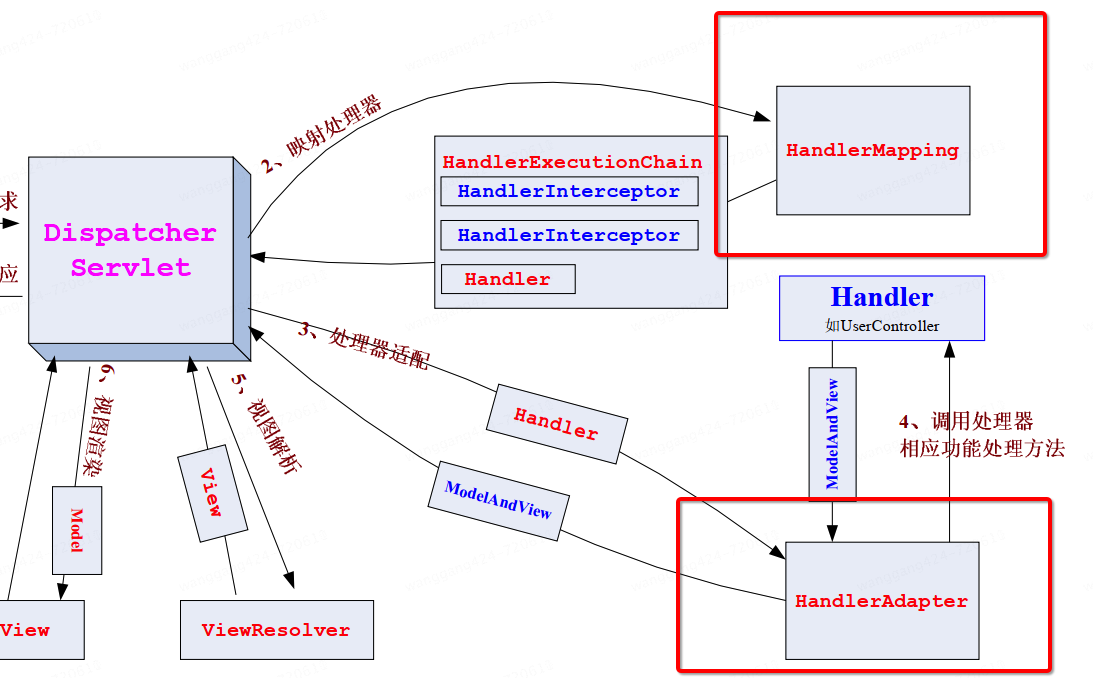 2、映射处理器
HandlerMapping
HandlerExecutionChain
HandlerInterceptor
HandlerInterceptor
Handler
求
应
Dispatcher
Servlet
Handler
如UserController
3、处理器适配
Handler
ModelAndView
ModelAndView
4、调用处理器
相应功能处理方法
HandlerAdapter
5、视图解析
View
ViewResolver
6、视图渲染
Model
View